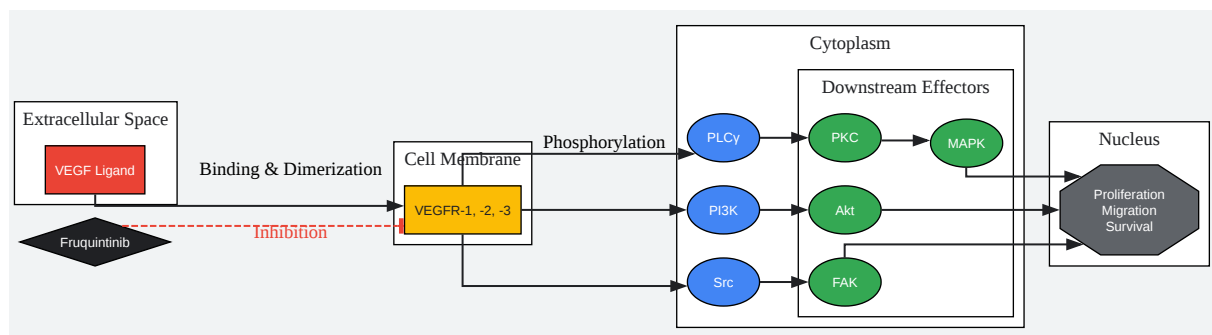 Extracellular Space
VEGF Ligand
Fruquintinib
Binding & Dimerization
Inhibition
Cell Membrane
VEGFR-1, -2, -3
Phosphorylation
Cytoplasm
Downstream Effectors
PLCγ
PKC
MAPK
PI3K
Akt
Src
FAK
Nucleus
Proliferation
Migration
Survival